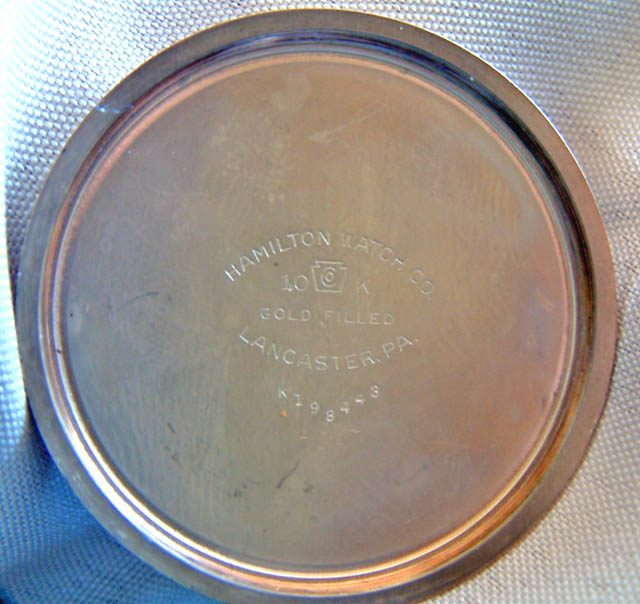 HAMILTON WATCH CO.
10 K
GOLD FILLED
LANCASTER, PA.
K198443